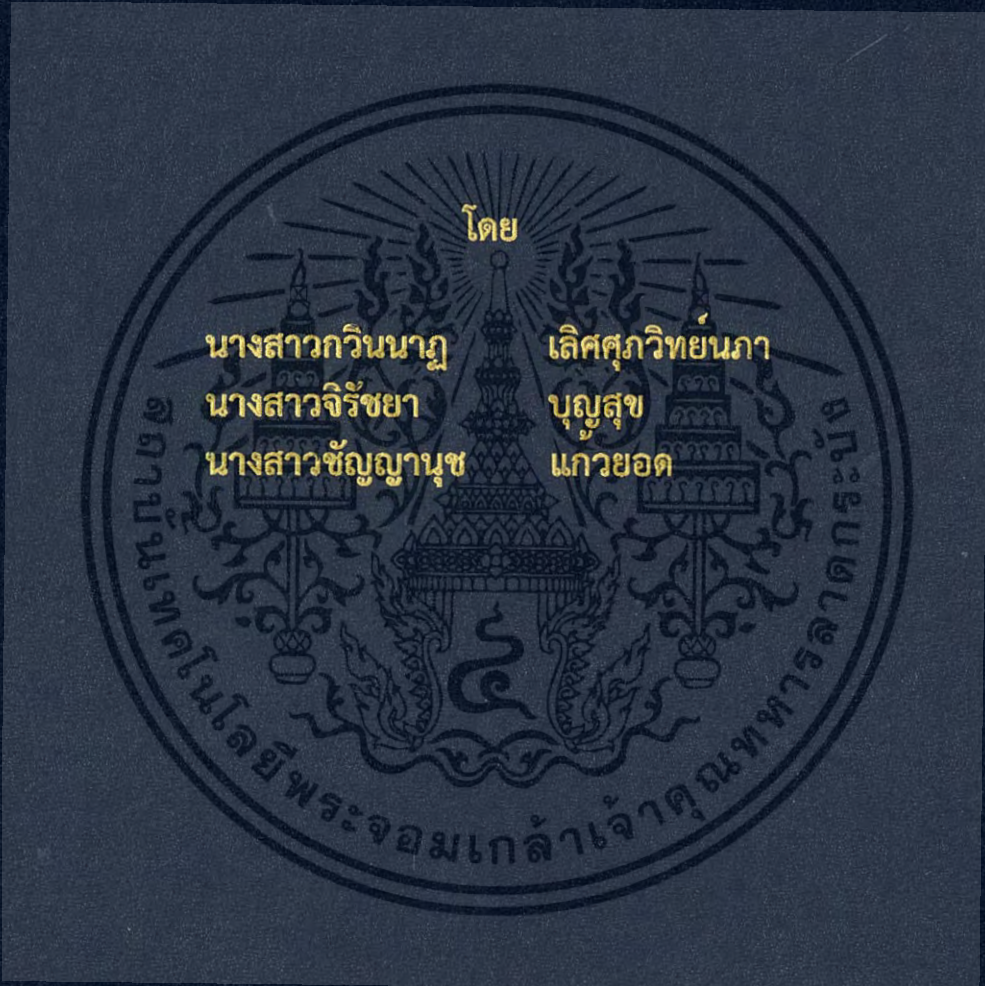 โดย
นางสาวกวินนาฏ เลิศศุภวิทย์นภา
นางสาวจิรัชยา บุญสุข
นางสาวชัญญานุช แก้วยอด
๔
สถาบันเทคโนโลยีพระจอมเกล้าเจ้าคุณทหารลาดกระบัง